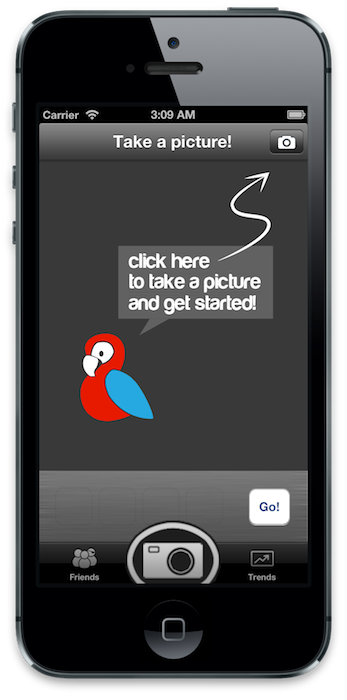 Carrier 3:09 AM
Take a picture!
click here
to take a picture
and get started!
Go!
Friends Trends